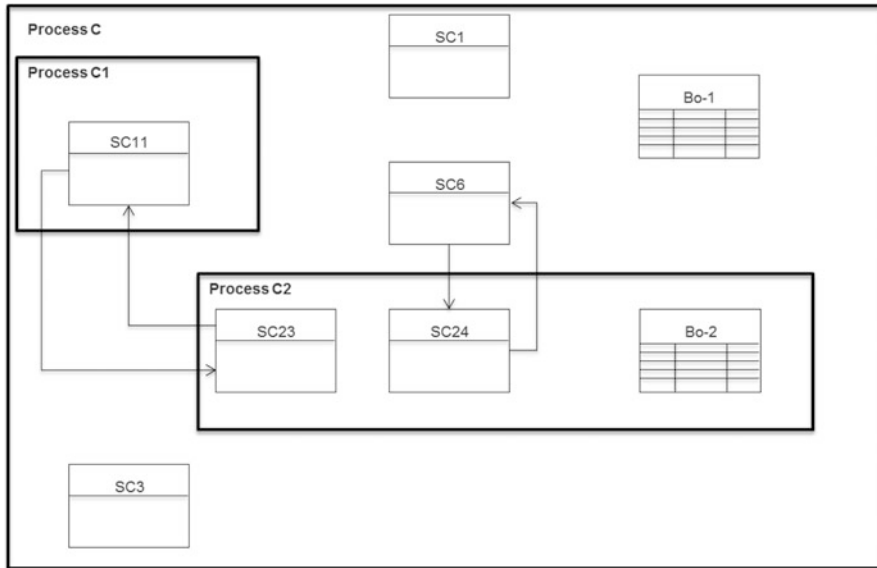 Process C
SC1
Process C1
Bo-1
SC11
SC6
Process C2
SC23
SC24
Bo-2
SC3